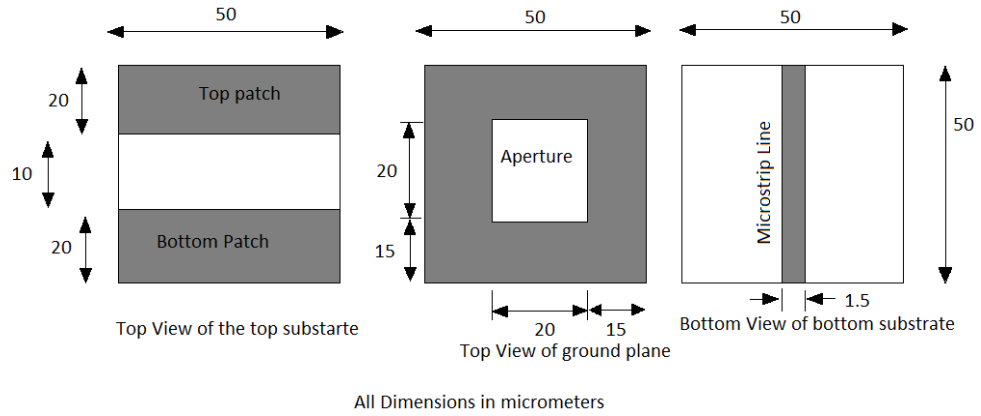 50
50
50
20
Top patch
10
20
Bottom Patch
Top View of the top substarte
Aperture
20
15
20
15
Top View of ground plane
Microstrip Line
50
1.5
Bottom View of bottom substrate
All Dimensions in micrometers